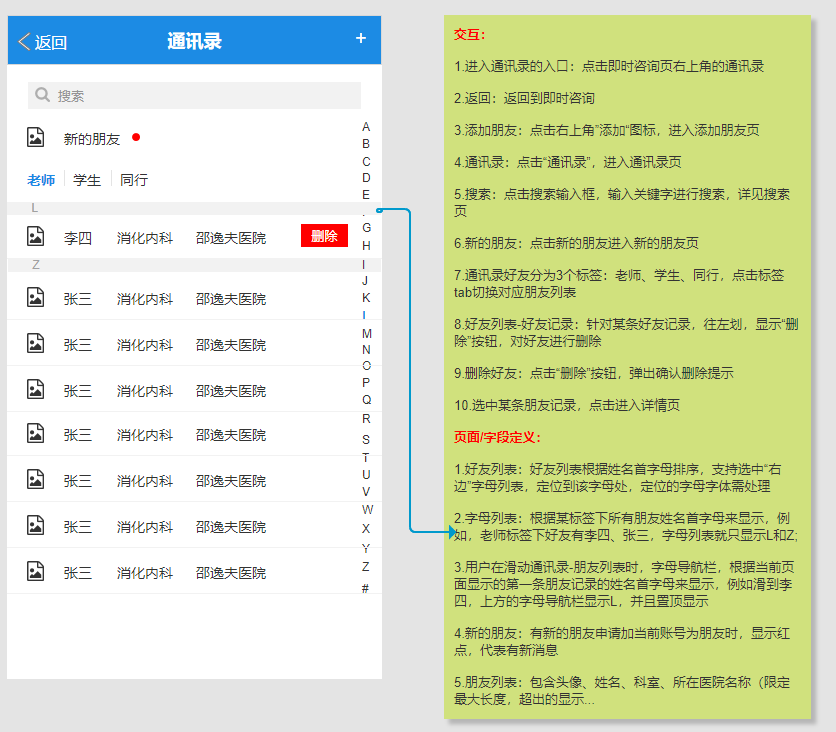 返回
通讯录
+
搜索
新的朋友
老师 学生 同行
L
李四 消化内科 邵逸夫医院 删除
Z
张三 消化内科 邵逸夫医院
张三 消化内科 邵逸夫医院
张三 消化内科 邵逸夫医院
张三 消化内科 邵逸夫医院
张三 消化内科 邵逸夫医院
张三 消化内科 邵逸夫医院
张三 消化内科 邵逸夫医院
A
B
C
D
E
G
H
I
J
K
M
N
O
P
Q
R
S
T
U
V
W
X
Y
Z
#
交互：
1.进入通讯录的入口：点击即时咨询页右上角的通讯录
2.返回：返回到即时咨询
3.添加朋友：点击右上角”添加“图标，进入添加朋友页
4.通讯录：点击“通讯录”，进入通讯录页
5.搜索：点击搜索输入框，输入关键字进行搜索，详见搜索
页
6.新的朋友：点击新的朋友进入新的朋友页
7.通讯录好友分为3个标签：老师、学生、同行，点击标签
tab切换对应朋友列表
8.好友列表-好友记录：针对某条好友记录，往左划，显示“删
除”按钮，对好友进行删除
9.删除好友：点击“删除”按钮，弹出确认删除提示
10.选中某条朋友记录，点击进入详情页
页面/字段定义：
1.好友列表：好友列表根据姓名首字母排序，支持选中“右
边”字母列表，定位到该字母处，定位的字母字体需处理
2.字母列表：根据某标签下所有朋友姓名首字母来显示，例
如，老师标签下好友有李四、张三，字母列表就只显示L和Z;
3.用户在滑动通讯录-朋友列表时，字母导航栏，根据当前页
面显示的第一条朋友记录的姓名首字母来显示，例如滑到李
四，上方的字母导航栏显示L，并且置顶显示
4.新的朋友：有新的朋友申请加当前账号为朋友时，显示红
点，代表有新消息
5.朋友列表：包含头像、姓名、科室、所在医院名称（限定
最大长度，超出的显示...